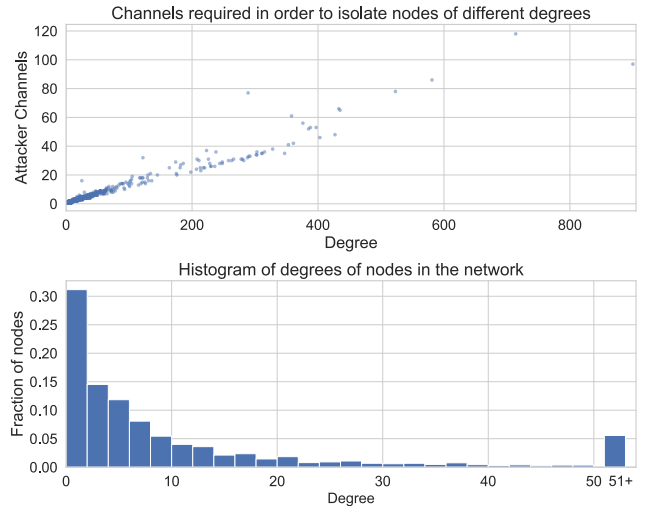 Channels required in order to isolate nodes of different degrees
120
100
80
60
40
20
0
Attacker Channels
0 200 400 600 800
Degree
Histogram of degrees of nodes in the network
0.30
0.25
0.20
0.15
0.10
0.05
0.00
Fraction of nodes
0 10 20 30 40 50 51+
Degree